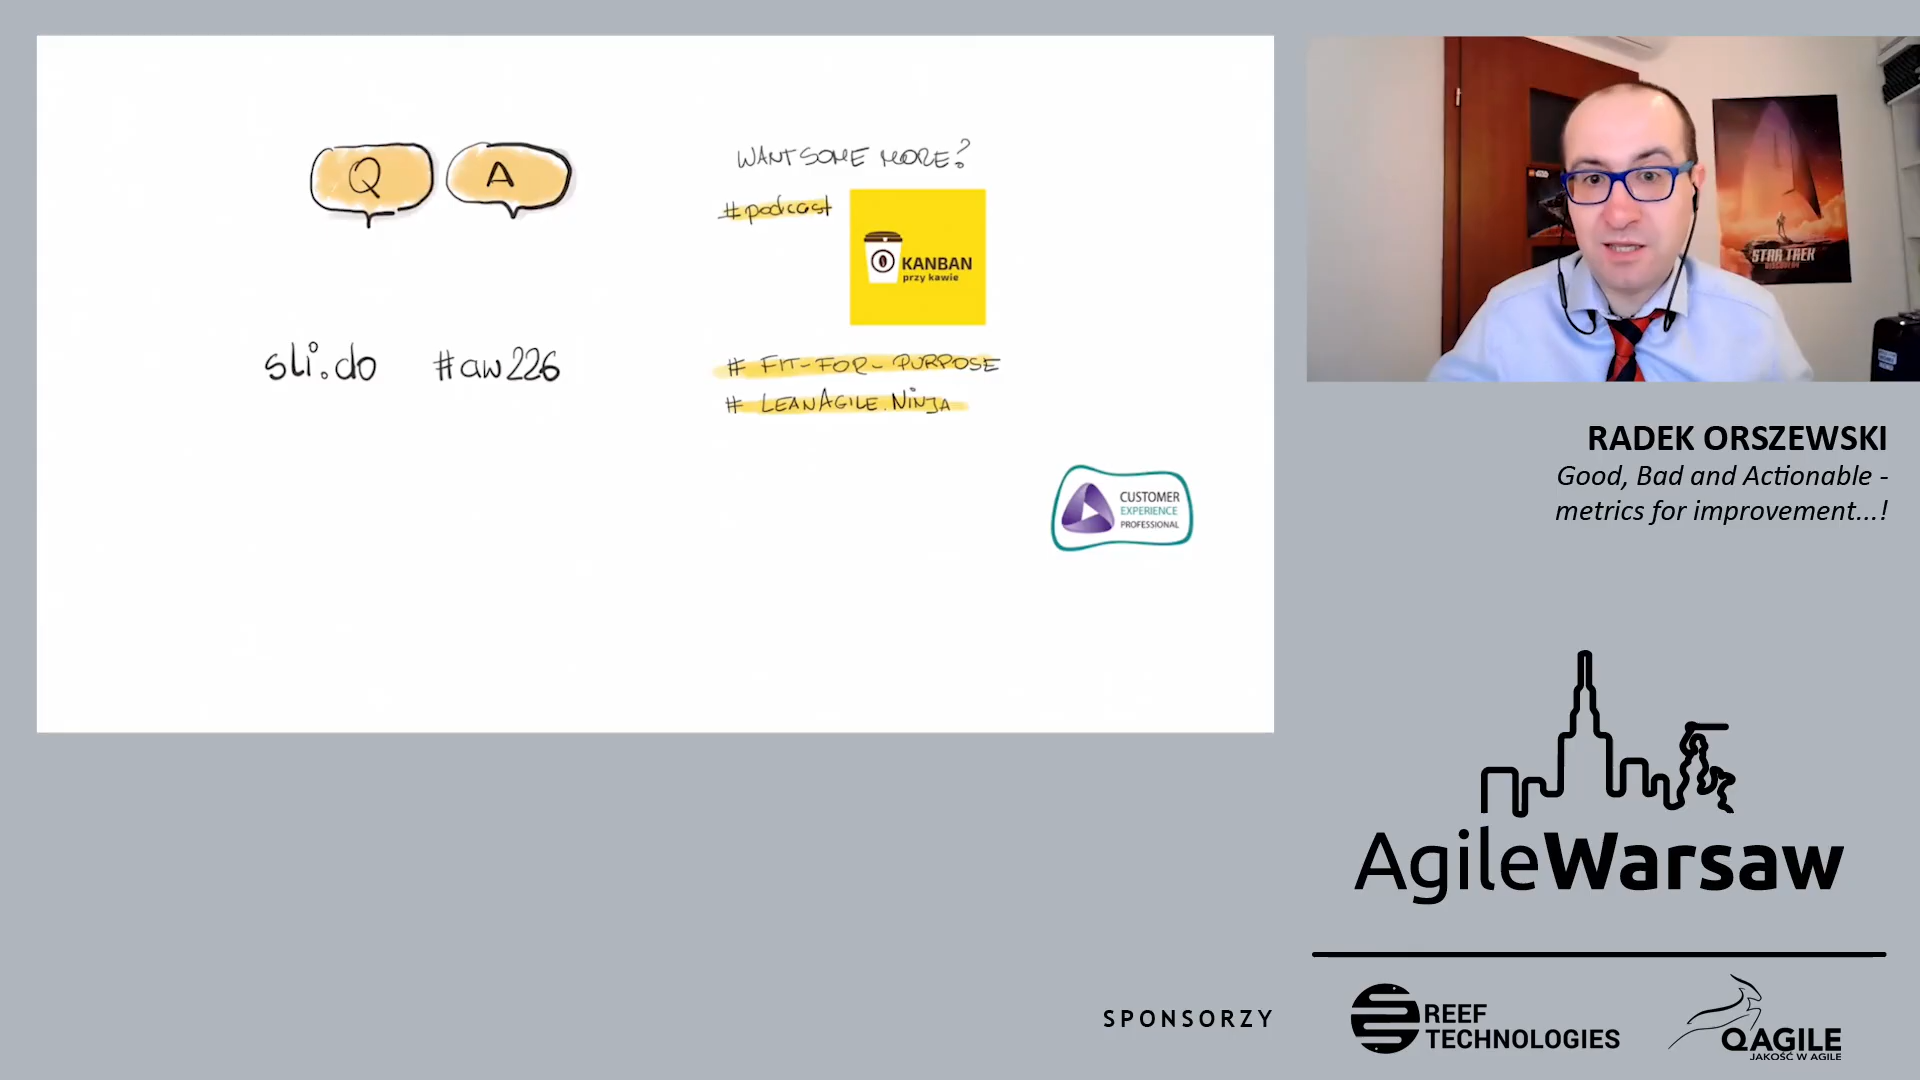 Q A
WANT SOME MORE?
#podcast
KANBAN
przy kawie
sli.do #aw226
# FIT-FOR-PURPOSE
# LEANAGILE.NINJA
CUSTOMER
EXPERIENCE
PROFESSIONAL
STAR TREK
DISCOVERY
RADEK ORSZEWSKI
Good, Bad and Actionable -
metrics for improvement...!
AgileWarsaw
SPONSORZY
REEF
TECHNOLOGIES
QAGILE
JAKOŚĆ W AGILE